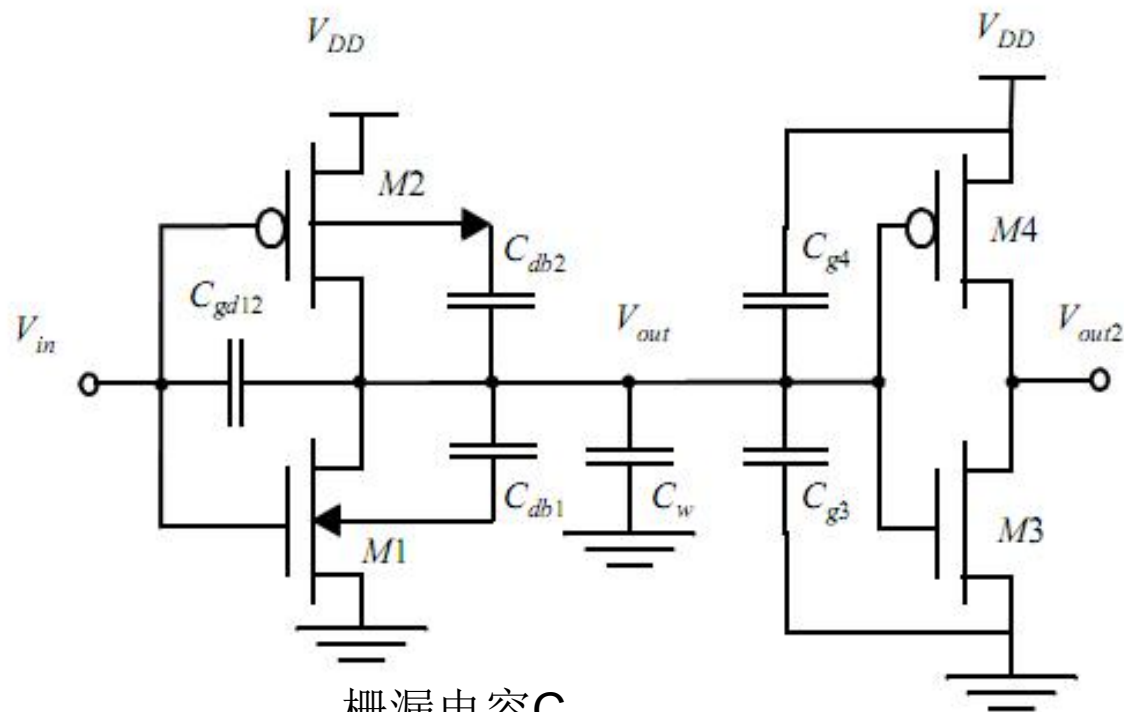 V_DD
V_DD
M2
M4
C_db2
C_g4
C_gd12
V_in
V_out
V_out2
C_db1
C_w
C_g3
M1
M3